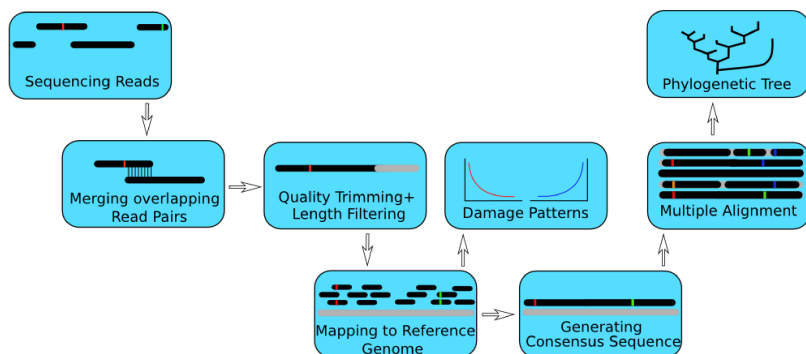 Sequencing Reads
Merging overlapping
Read Pairs
Quality Trimming+
Length Filtering
Damage Patterns
Mapping to Reference
Genome
Generating
Consensus Sequence
Multiple Alignment
Phylogenetic Tree